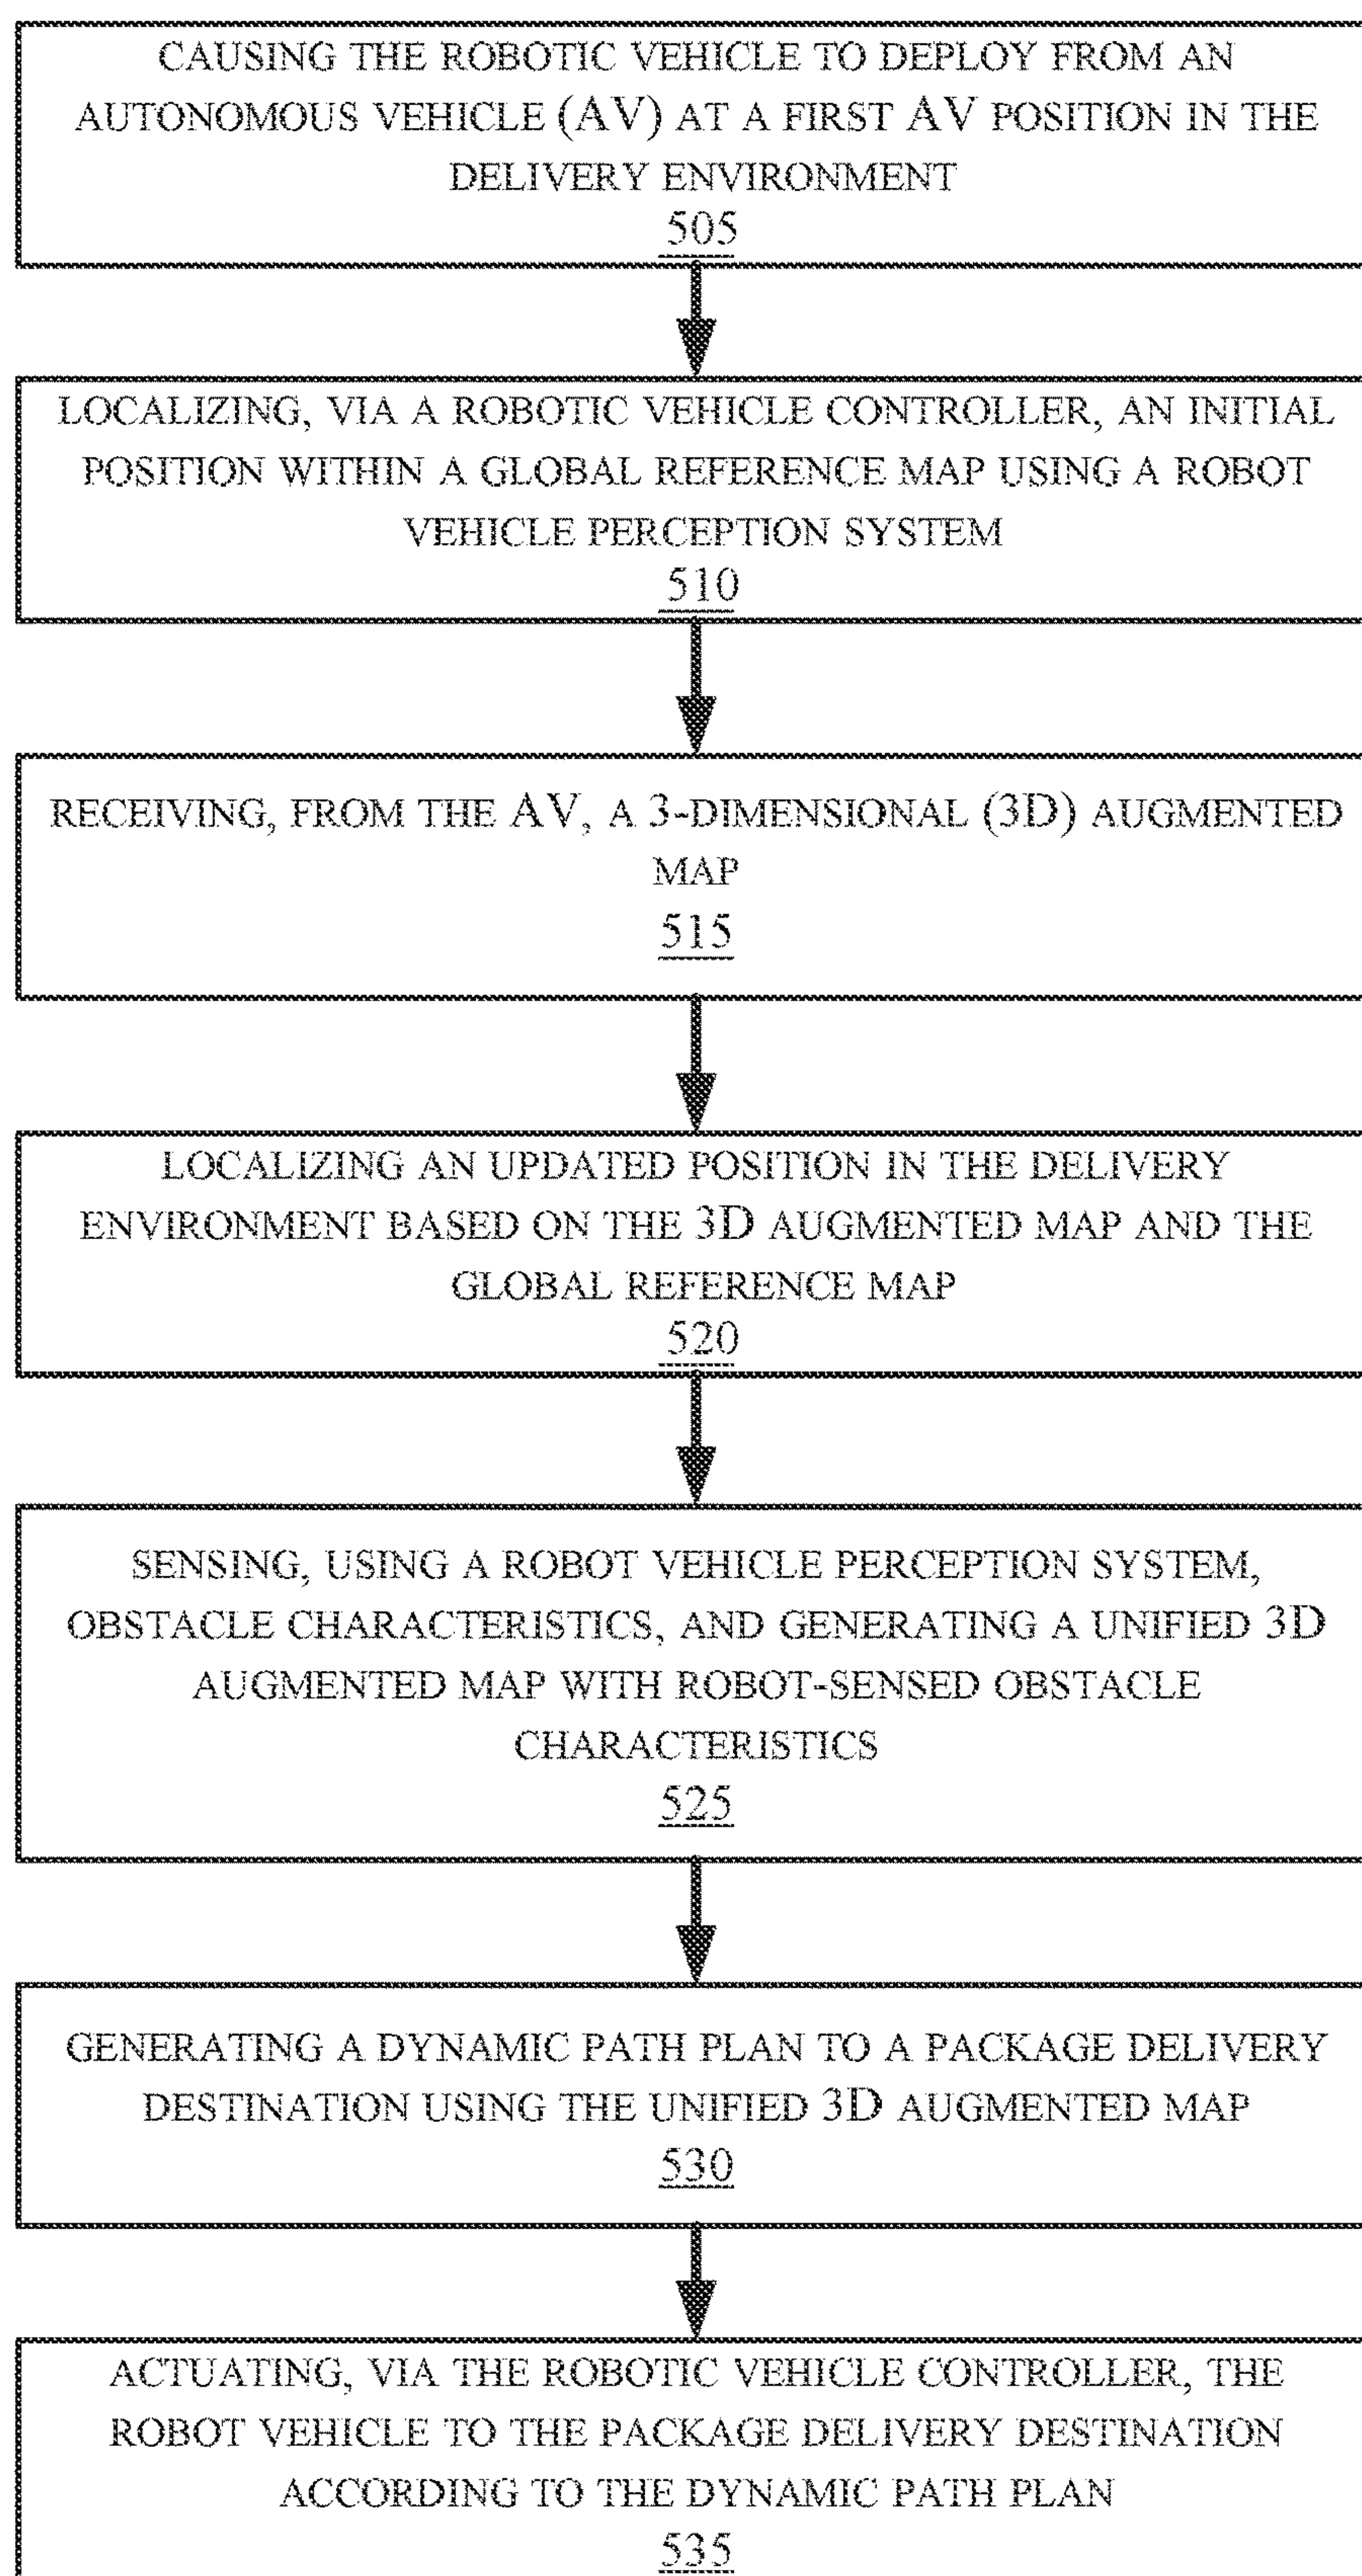 CAUSING THE ROBOTIC VEHICLE TO DEPLOY FROM AN
AUTONOMOUS VEHICLE (AV) AT A FIRST AV POSITION IN THE
DELIVERY ENVIRONMENT
505
LOCALIZING, VIA A ROBOTIC VEHICLE CONTROLLER, AN INITIAL
POSITION WITHIN A GLOBAL REFERENCE MAP USING A ROBOT
VEHICLE PERCEPTION SYSTEM
510
RECEIVING, FROM THE AV, A 3-DIMENSIONAL (3D) AUGMENTED
MAP
515
LOCALIZING AN UPDATED POSITION IN THE DELIVERY
ENVIRONMENT BASED ON THE 3D AUGMENTED MAP AND THE
GLOBAL REFERENCE MAP
520
SENSING, USING A ROBOT VEHICLE PERCEPTION SYSTEM,
OBSTACLE CHARACTERISTICS, AND GENERATING A UNIFIED 3D
AUGMENTED MAP WITH ROBOT-SENSED OBSTACLE
CHARACTERISTICS
525
GENERATING A DYNAMIC PATH PLAN TO A PACKAGE DELIVERY
DESTINATION USING THE UNIFIED 3D AUGMENTED MAP
530
ACTUATING, VIA THE ROBOTIC VEHICLE CONTROLLER, THE
ROBOT VEHICLE TO THE PACKAGE DELIVERY DESTINATION
ACCORDING TO THE DYNAMIC PATH PLAN
535